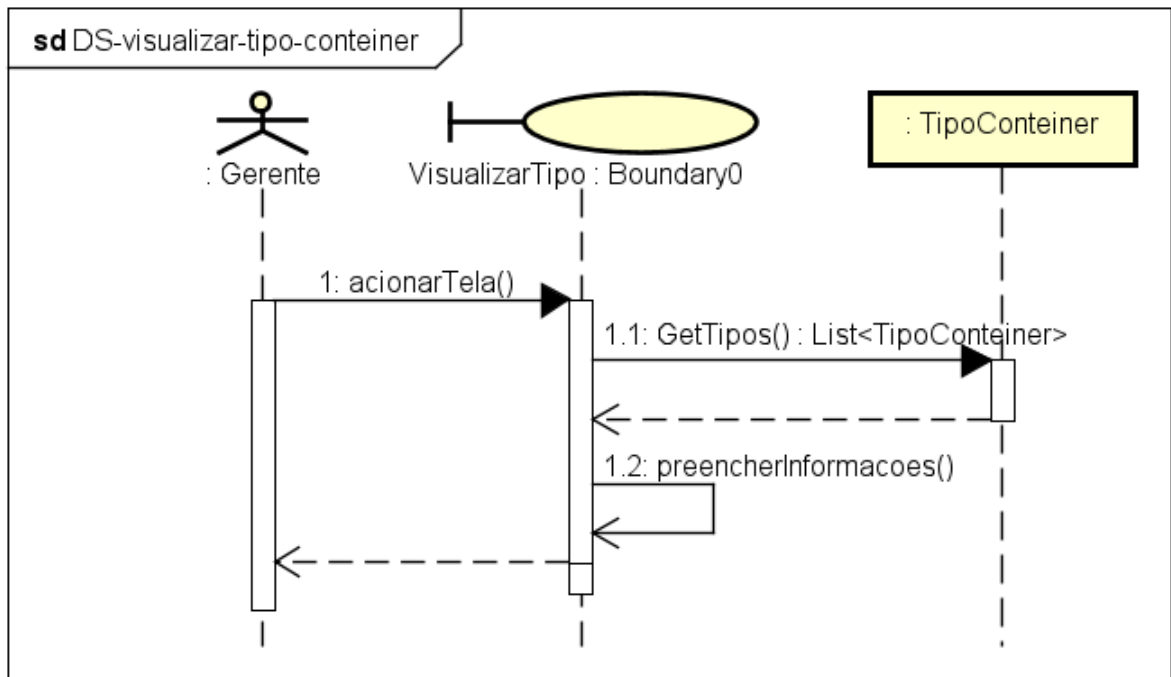 sd DS-visualizar-tipo-conteiner
: Gerente
VisualizarTipo : Boundary0
: TipoConteiner
1: acionarTela()
1.1: GetTipos() : List<TipoConteiner>
1.2: preencherInformacoes()